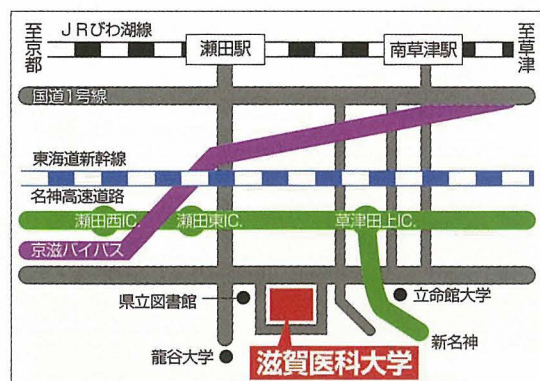 至京都
JRびわ湖線
瀬田駅
南草津駅
至草津
国道1号線
東海道新幹線
名神高速道路
瀬田西IC.
瀬田東IC.
草津田上IC.
京滋バイパス
県立図書館
立命館大学
龍谷大学
滋賀医科大学
新名神